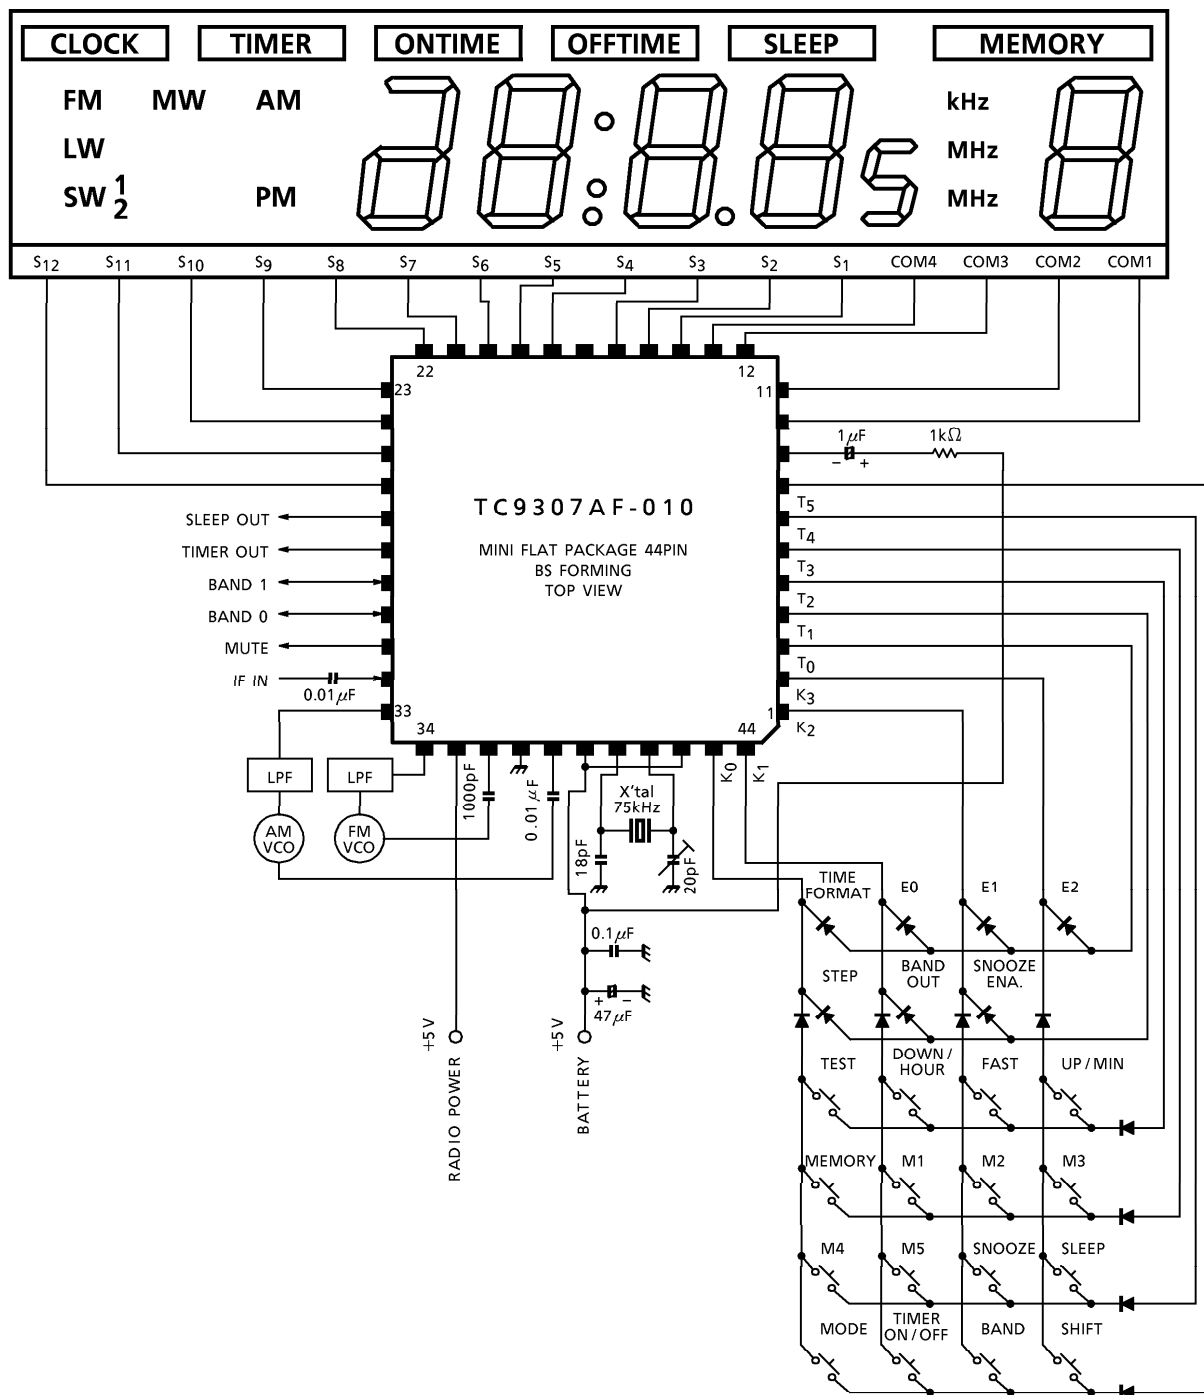 CLOCK TIMER ONTIME OFFTIME SLEEP MEMORY
FM MW AM kHz
LW MHz
SW 1 2 PM MHz
S12 S11 S10 S9 S8 S7 S6 S5 S4 S3 S2 S1 COM4 COM3 COM2 COM1
22 12
23 11
1µF 1kΩ
− +
TC9307AF-010
MINI FLAT PACKAGE 44PIN
BS FORMING
TOP VIEW
SLEEP OUT
TIMER OUT
BAND 1
BAND 0
MUTE
IF IN
0.01µF
T5
T4
T3
T2
T1
T0
K3
K2
33 1
34 44
K0 K1
LPF LPF
1000pF
0.01µF
X'tal
75kHz
AM
VCO
FM
VCO
18pF
20pF
0.1µF
+ −
47µF
+5V
RADIO POWER
+5V
BATTERY
TIME
FORMAT E0 E1 E2
STEP BAND
OUT SNOOZE
ENA.
TEST DOWN/
HOUR FAST UP/MIN
MEMORY M1 M2 M3
M4 M5 SNOOZE SLEEP
MODE TIMER
ON/OFF BAND SHIFT